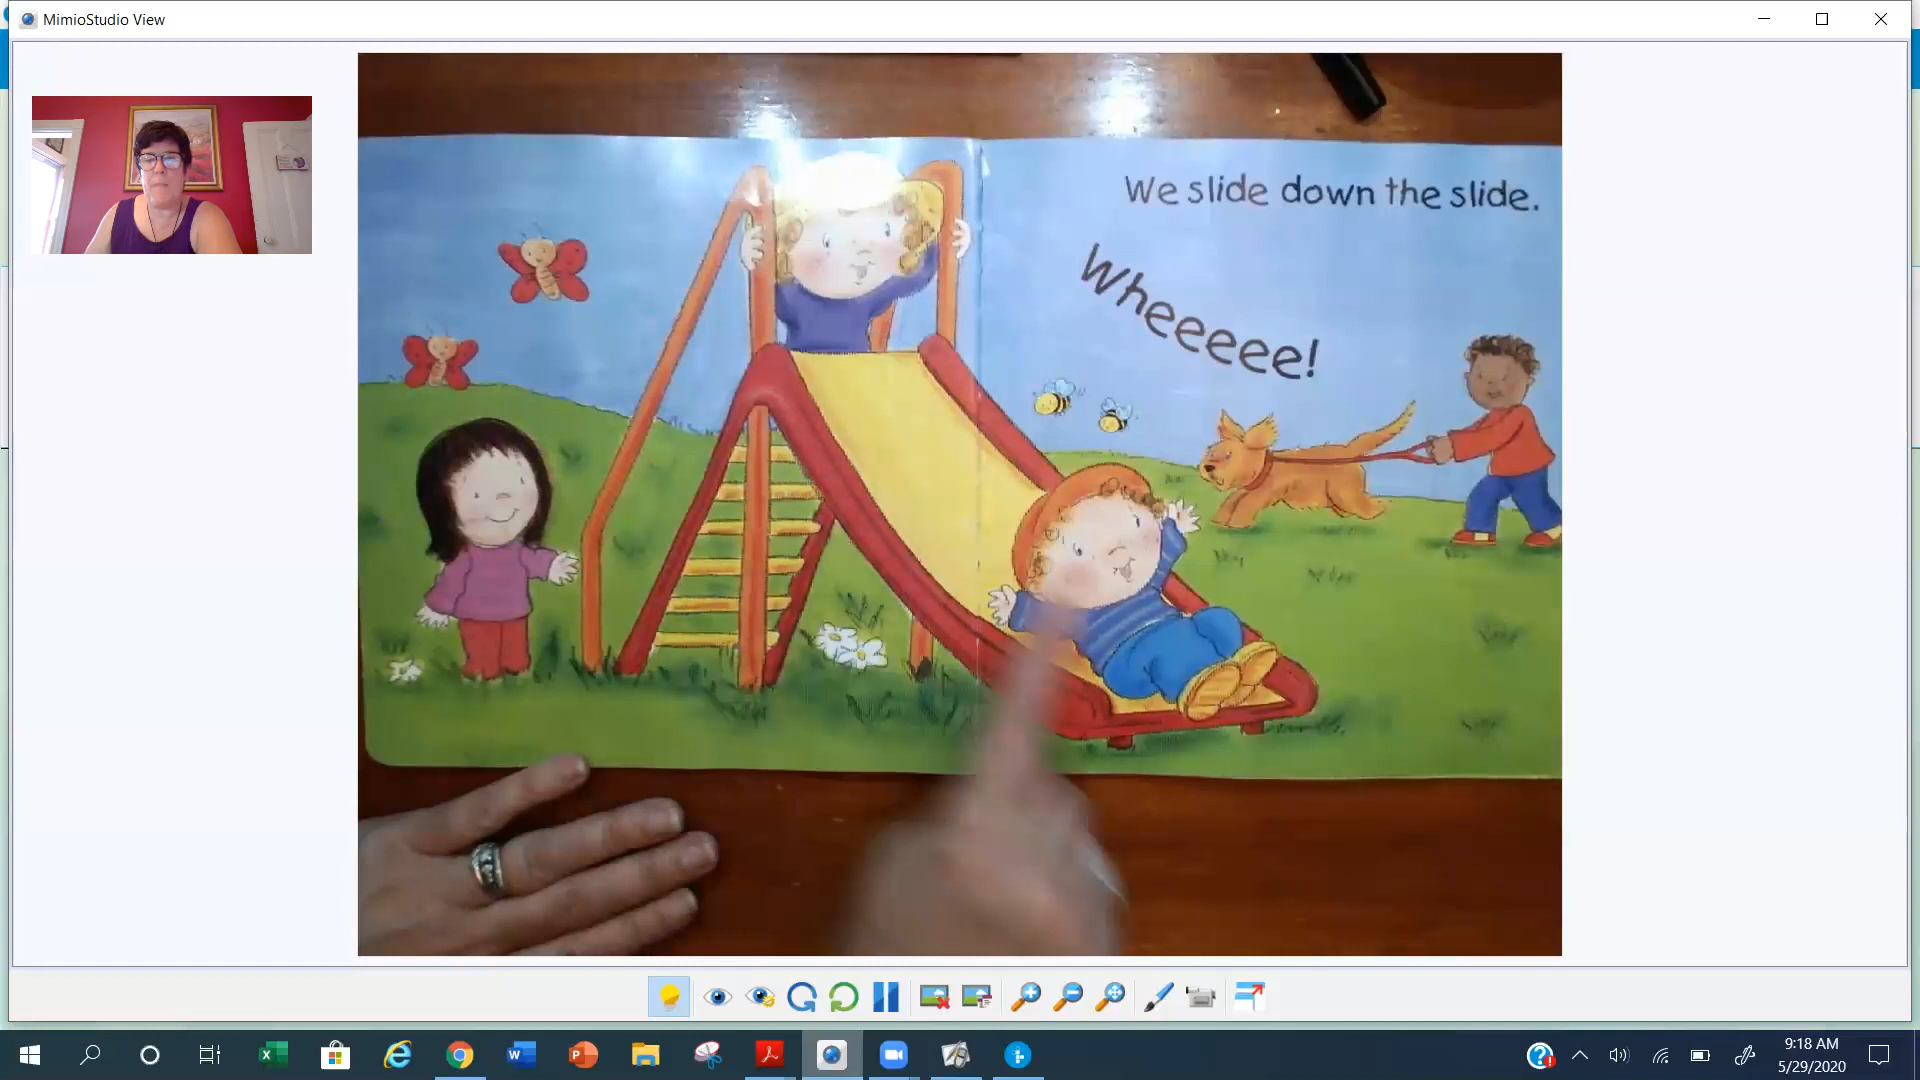 MimioStudio View
We slide down the slide.
Wheeeee!
9:18 AM
5/29/2020